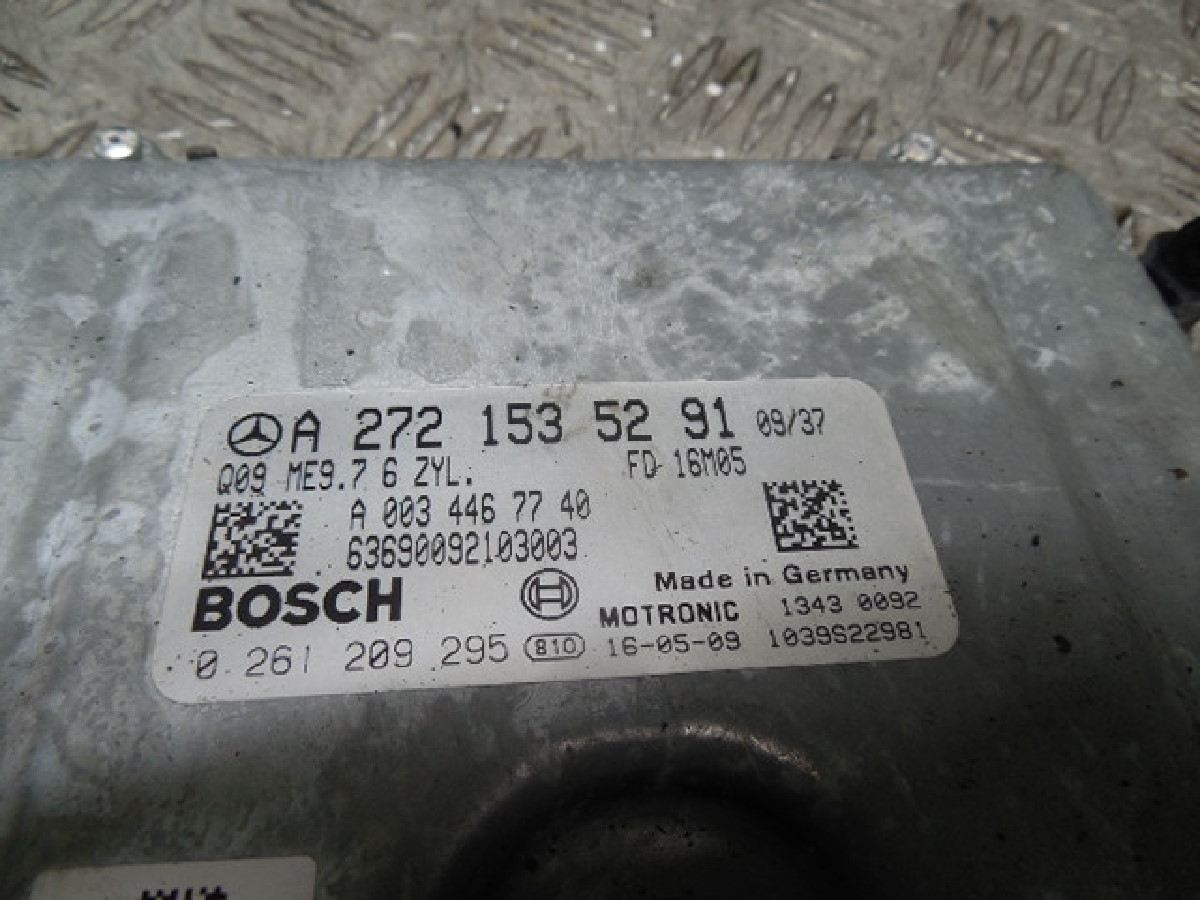 A 272 153 52 91 09/37
Q09 ME9.7 6 ZYL. FD 16M05
A 003 446 77 40
63690092103003
BOSCH
Made in Germany
MOTRONIC 1343 0092
0 261 209 295 810 16-05-09 1039S22981